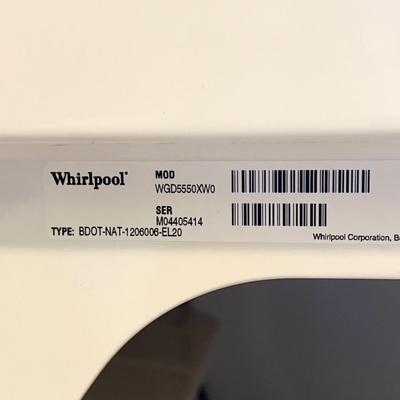 Whirlpool
MOD
WGD5550XW0
SER
M04405414
TYPE: BDOT-NAT-1206006-EL20
Whirlpool Corporation, B